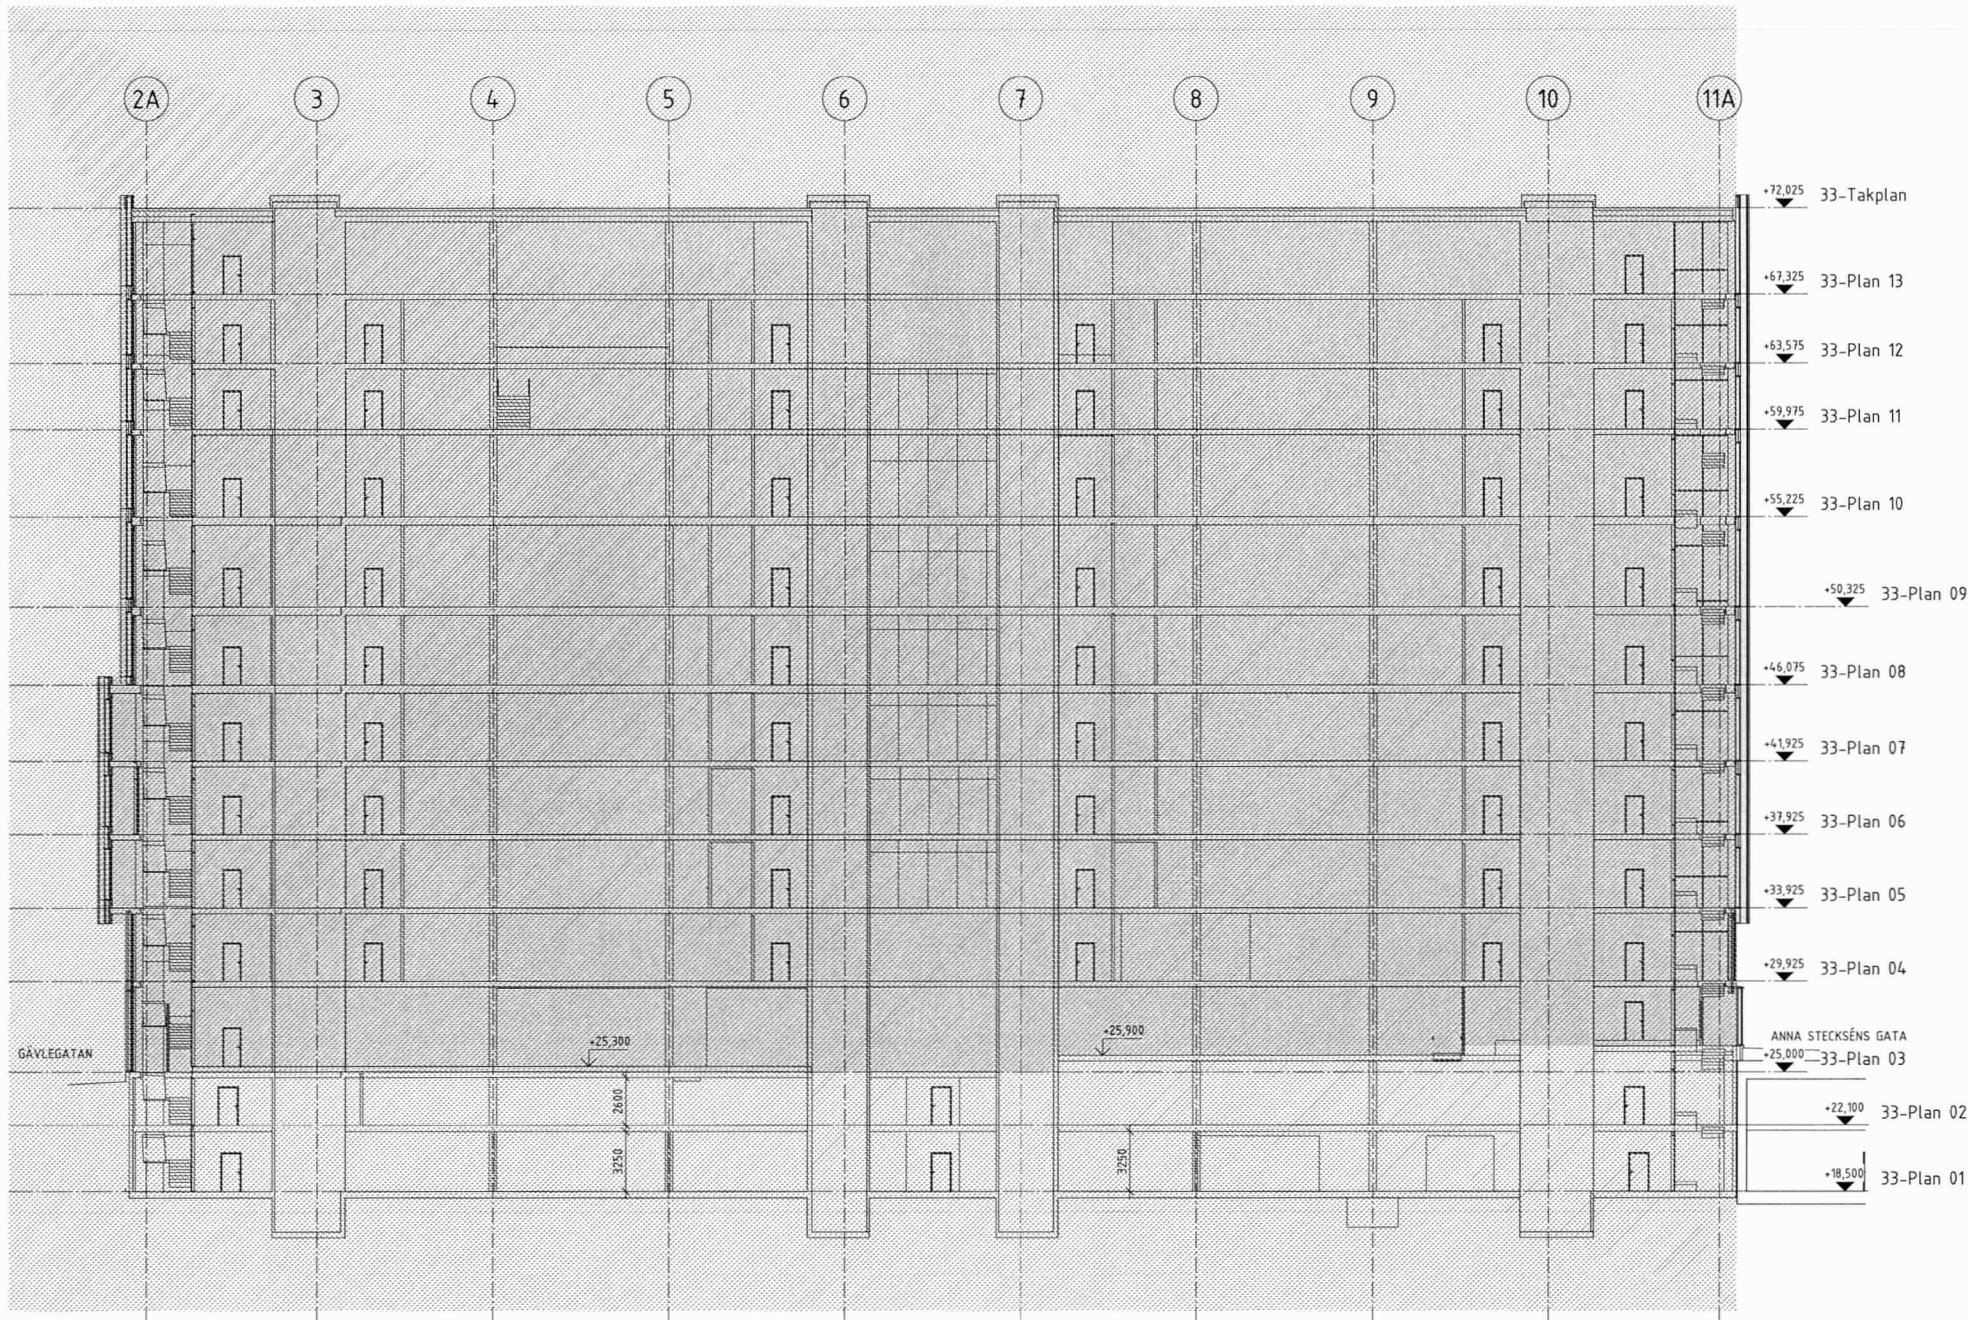 2A 3 4 5 6 7 8 9 10 11A
+72,025 33-Takplan
+67,325 33-Plan 13
+63,575 33-Plan 12
+59,975 33-Plan 11
+55,225 33-Plan 10
+50,325 33-Plan 09
+46,075 33-Plan 08
+41,925 33-Plan 07
+37,925 33-Plan 06
+33,925 33-Plan 05
+29,925 33-Plan 04
+25,900
ANNA STECKSÉNS GATA
+25,300
GÄVLEGATAN
+25,000 33-Plan 03
2600
+22,100 33-Plan 02
3250
3250
+18,500 33-Plan 01